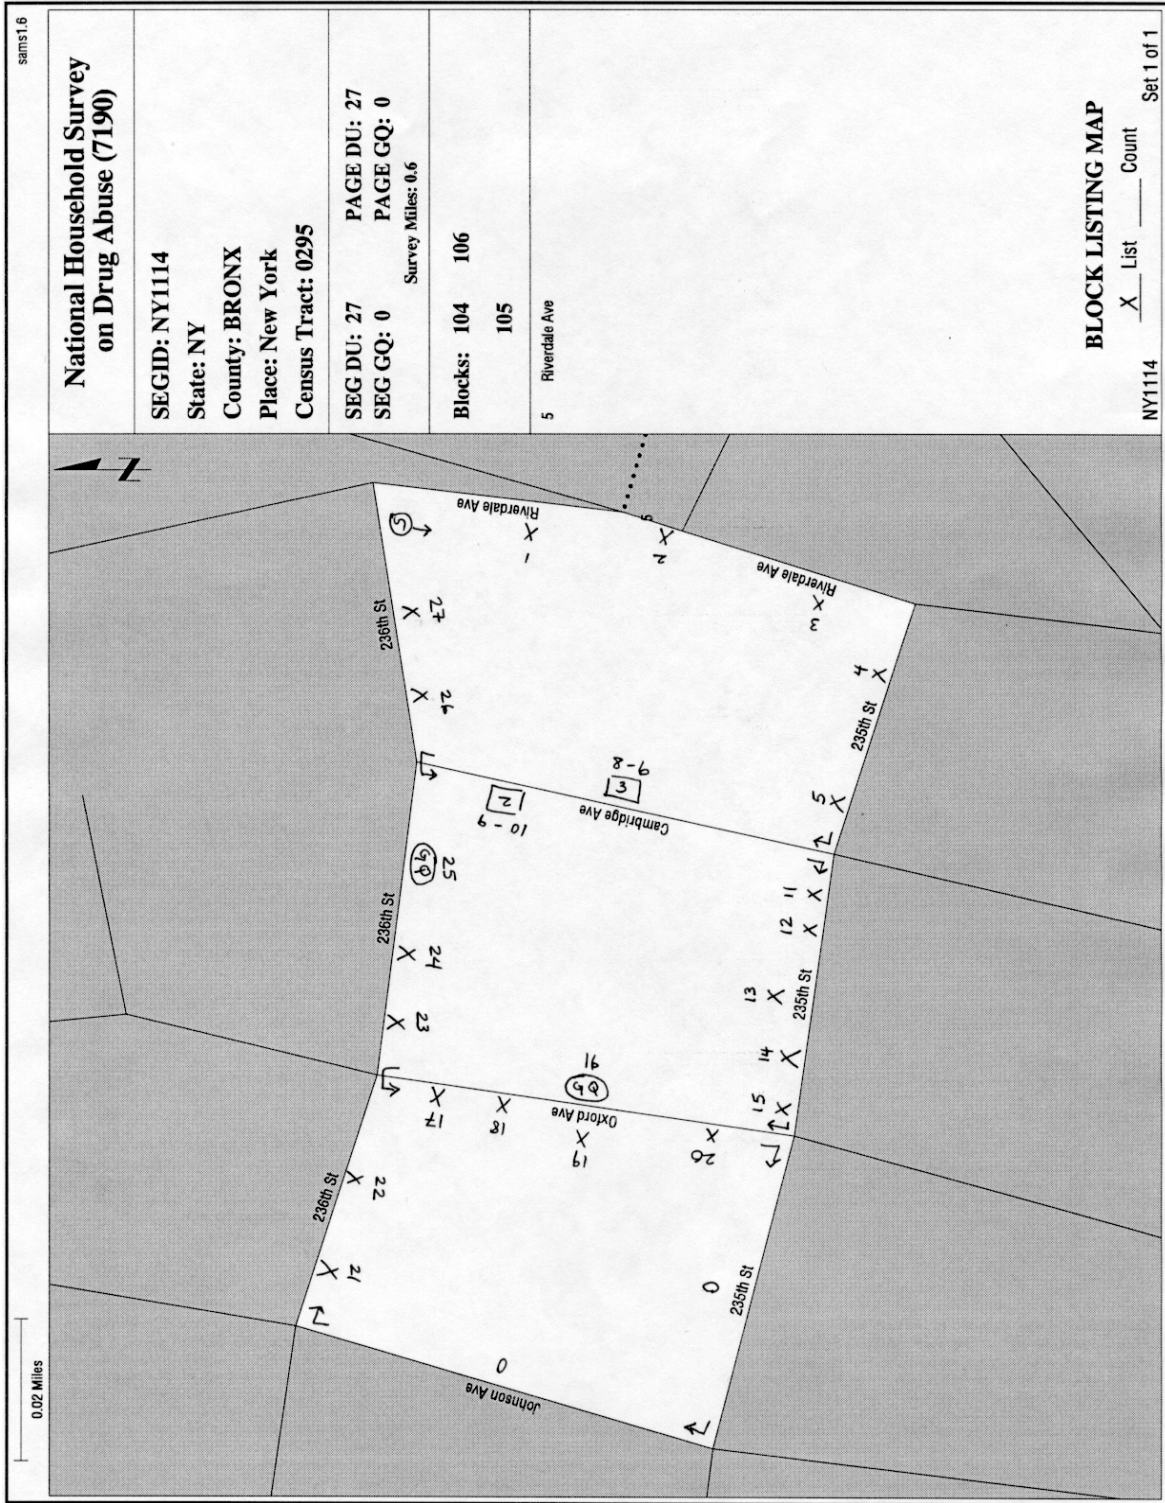 sams1.6
National Household Survey
on Drug Abuse (7190)
SEGID: NY1114
State: NY
County: BRONX
Place: New York
Census Tract: 0295
SEG DU: 27 PAGE DU: 27
SEG GQ: 0 PAGE GQ: 0
Survey Miles: 0.6
Blocks: 104 106
105
5 Riverdale Ave
BLOCK LISTING MAP
X List ____ Count
NY1114 Set 1 of 1
0.02 Miles
N
236th St
236th St
236th St
Riverdale Ave
Riverdale Ave
5
235th St
235th St
235th St
Cambridge Ave
Oxford Ave
Johnson Ave
S
X 1
X 2
X 3
4 X
5 X
3
9-8
2
10-9
11 X
12 X
13 X
14 X
15 X
GQ
16
X 17
X 18
X 19
X 20
0
0
X 21
X 22
X 23
X 24
GQ
25
X 26
X 27